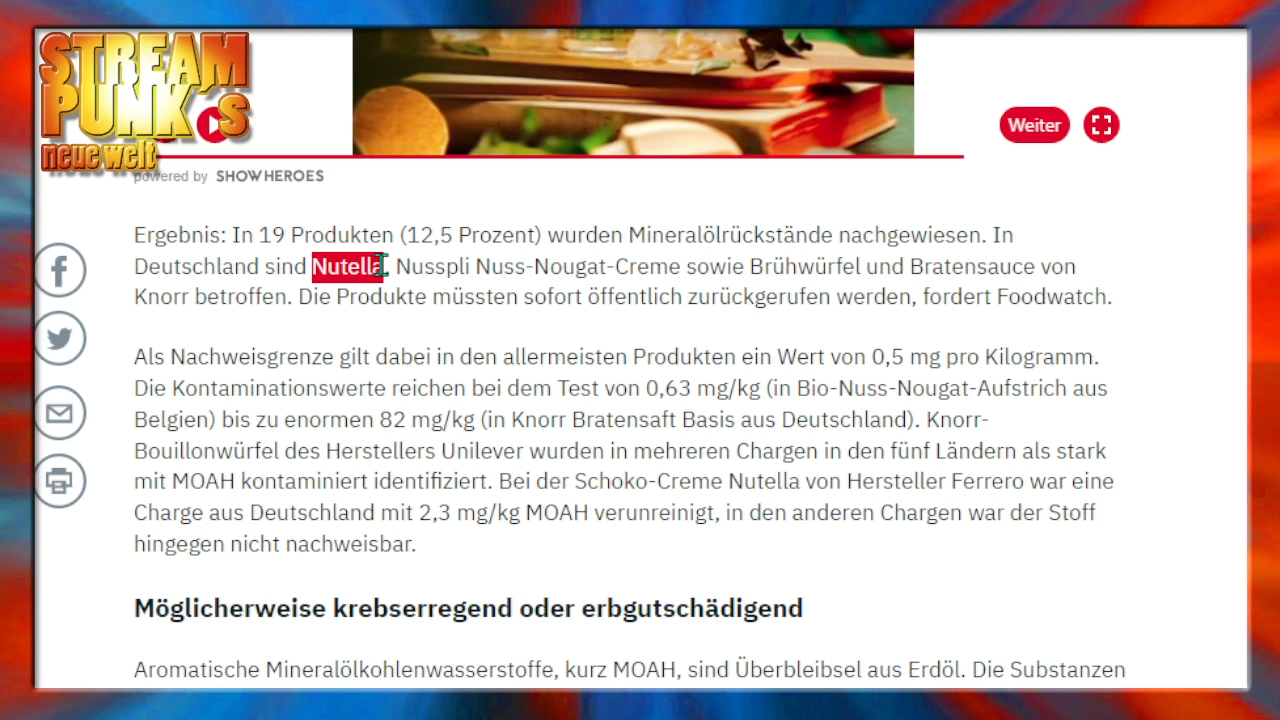 STREAM
PUNK´s
neue welt
Weiter
powered by SHOWHEROES
Ergebnis: In 19 Produkten (12,5 Prozent) wurden Mineralölrückstände nachgewiesen. In
Deutschland sind Nutella, Nusspli Nuss-Nougat-Creme sowie Brühwürfel und Bratensauce von
Knorr betroffen. Die Produkte müssten sofort öffentlich zurückgerufen werden, fordert Foodwatch.
Als Nachweisgrenze gilt dabei in den allermeisten Produkten ein Wert von 0,5 mg pro Kilogramm.
Die Kontaminationswerte reichen bei dem Test von 0,63 mg/kg (in Bio-Nuss-Nougat-Aufstrich aus
Belgien) bis zu enormen 82 mg/kg (in Knorr Bratensaft Basis aus Deutschland). Knorr-
Bouillonwürfel des Herstellers Unilever wurden in mehreren Chargen in den fünf Ländern als stark
mit MOAH kontaminiert identifiziert. Bei der Schoko-Creme Nutella von Hersteller Ferrero war eine
Charge aus Deutschland mit 2,3 mg/kg MOAH verunreinigt, in den anderen Chargen war der Stoff
hingegen nicht nachweisbar.
Möglicherweise krebserregend oder erbgutschädigend
Aromatische Mineralölkohlenwasserstoffe, kurz MOAH, sind Überbleibsel aus Erdöl. Die Substanzen